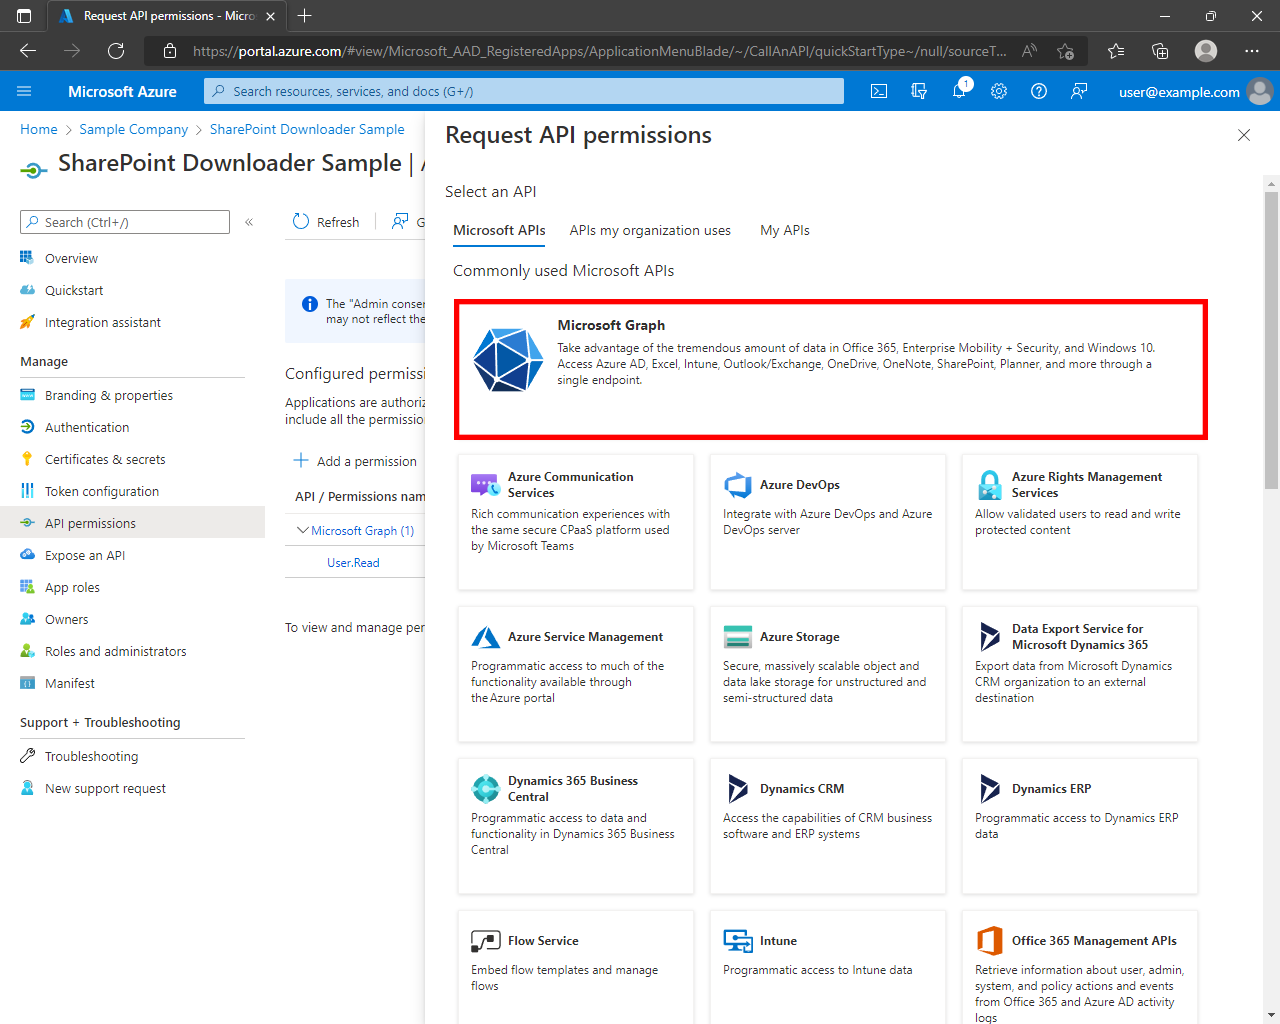 Request API permissions - Micro
https://portal.azure.com/#view/Microsoft_AAD_RegisteredApps/ApplicationMenuBlade/~/CallAnAPI/quickStartType~/null/sourceT...
Microsoft Azure
Search resources, services, and docs (G+/)
1
user@example.com
Home > Sample Company > SharePoint Downloader Sample
SharePoint Downloader Sample |
Search (Ctrl+/)
«
Overview
Quickstart
Integration assistant
Manage
Branding & properties
Authentication
Certificates & secrets
Token configuration
API permissions
Expose an API
App roles
Owners
Roles and administrators
Manifest
Support + Troubleshooting
Troubleshooting
New support request
Refresh
G
The "Admin conser
may not reflect the
Configured permissi
Applications are authoriz
include all the permission
Add a permission
API / Permissions nam
Microsoft Graph (1)
User.Read
To view and manage per
Request API permissions
Select an API
Microsoft APIs
APIs my organization uses
My APIs
Commonly used Microsoft APIs
Microsoft Graph
Take advantage of the tremendous amount of data in Office 365, Enterprise Mobility + Security, and Windows 10.
Access Azure AD, Excel, Intune, Outlook/Exchange, OneDrive, OneNote, SharePoint, Planner, and more through a
single endpoint.
Azure Communication
Services
Rich communication experiences with
the same secure CPaaS platform used
by Microsoft Teams
Azure DevOps
Integrate with Azure DevOps and Azure
DevOps server
Azure Rights Management
Services
Allow validated users to read and write
protected content
Azure Service Management
Programmatic access to much of the
functionality available through
the Azure portal
Azure Storage
Secure, massively scalable object and
data lake storage for unstructured and
semi-structured data
Data Export Service for
Microsoft Dynamics 365
Export data from Microsoft Dynamics
CRM organization to an external
destination
Dynamics 365 Business
Central
Programmatic access to data and
functionality in Dynamics 365 Business
Central
Dynamics CRM
Access the capabilities of CRM business
software and ERP systems
Dynamics ERP
Programmatic access to Dynamics ERP
data
Flow Service
Embed flow templates and manage
flows
Intune
Programmatic access to Intune data
Office 365 Management APIs
Retrieve information about user, admin,
system, and policy actions and events
from Office 365 and Azure AD activity
logs